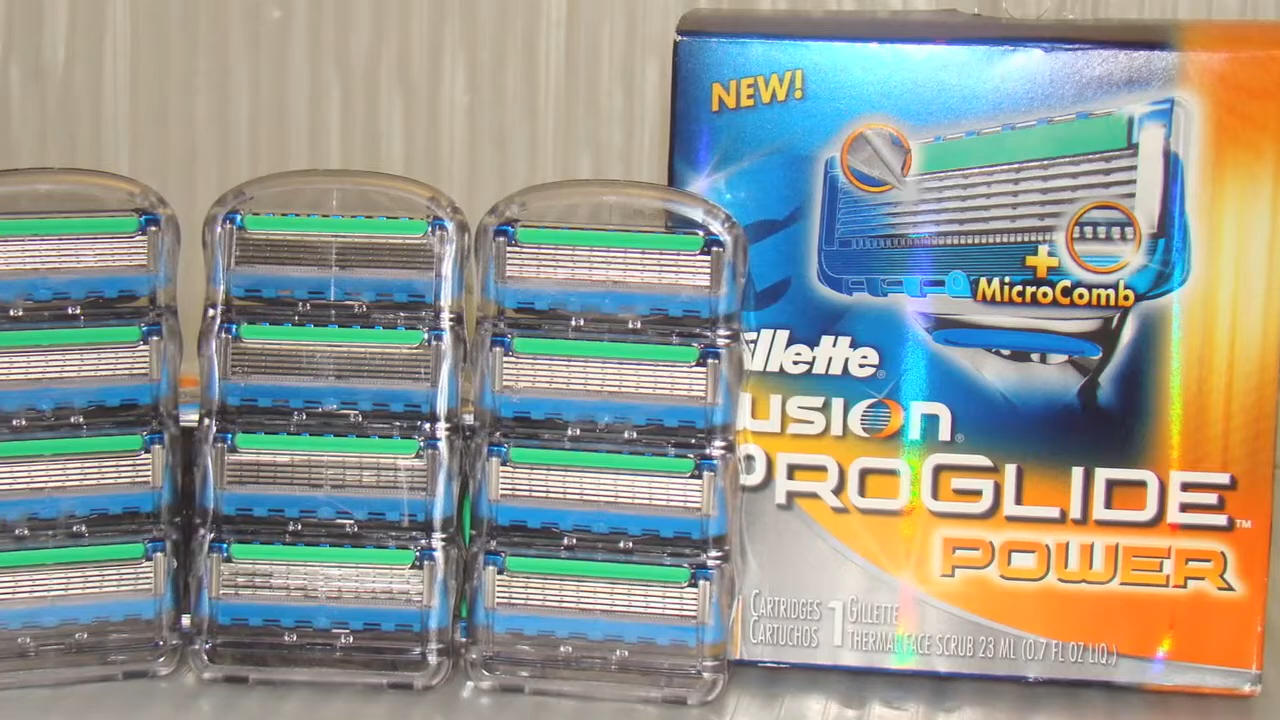 NEW!
+
MicroComb
illette®
usion®
PROGLIDE™
POWER
CARTRIDGES
CARTUCHOS
1 GILLETTE
THERMAL FACE SCRUB 23 ML (0.7 FL OZ LIQ.)